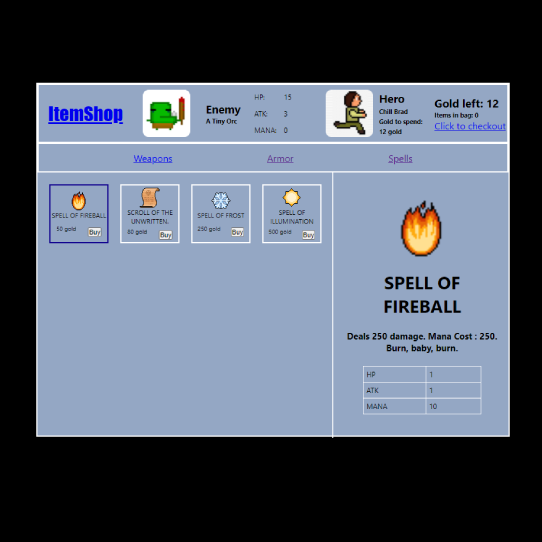 ItemShop
Enemy
A Tiny Orc
HP: 15
ATK: 3
MANA: 0
Hero
Chill Brad
Gold to spend:
12 gold
Gold left: 12
Items in bag: 0
Click to checkout
Weapons Armor Spells
SPELL OF FIREBALL
50 gold Buy
SCROLL OF THE
UNWRITTEN.
80 gold Buy
SPELL OF FROST
250 gold Buy
SPELL OF
ILLUMINATION
500 gold Buy
SPELL OF
FIREBALL
Deals 250 damage. Mana Cost : 250.
Burn, baby, burn.
HP 1
ATK 1
MANA: 10